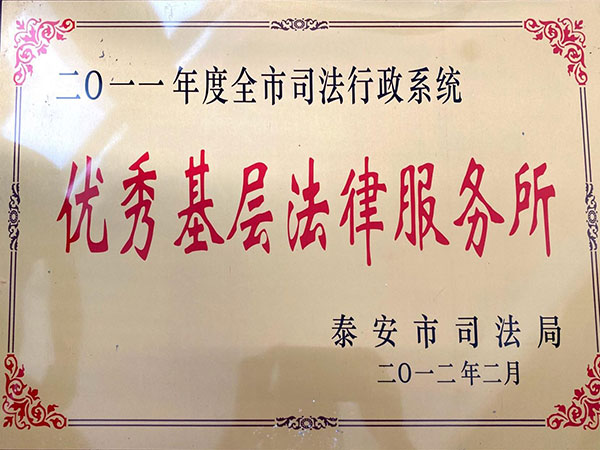 二〇一一年度全市司法行政系统
优秀基层法律服务所
泰安市司法局
二〇一二年二月